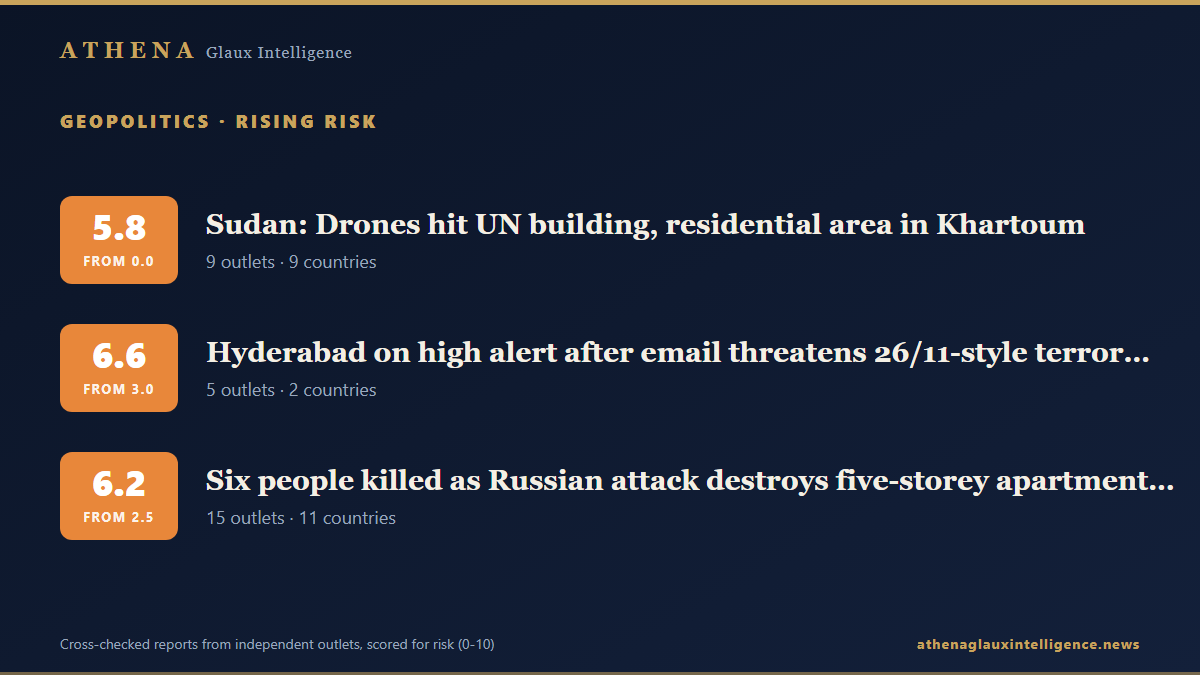 ATHENA Glaux Intelligence
GEOPOLITICS · RISING RISK
5.8
FROM 0.0
Sudan: Drones hit UN building, residential area in Khartoum
9 outlets · 9 countries
6.6
FROM 3.0
Hyderabad on high alert after email threatens 26/11-style terror...
5 outlets · 2 countries
6.2
FROM 2.5
Six people killed as Russian attack destroys five-storey apartment...
15 outlets · 11 countries
Cross-checked reports from independent outlets, scored for risk (0-10)
athenaglauxintelligence.news